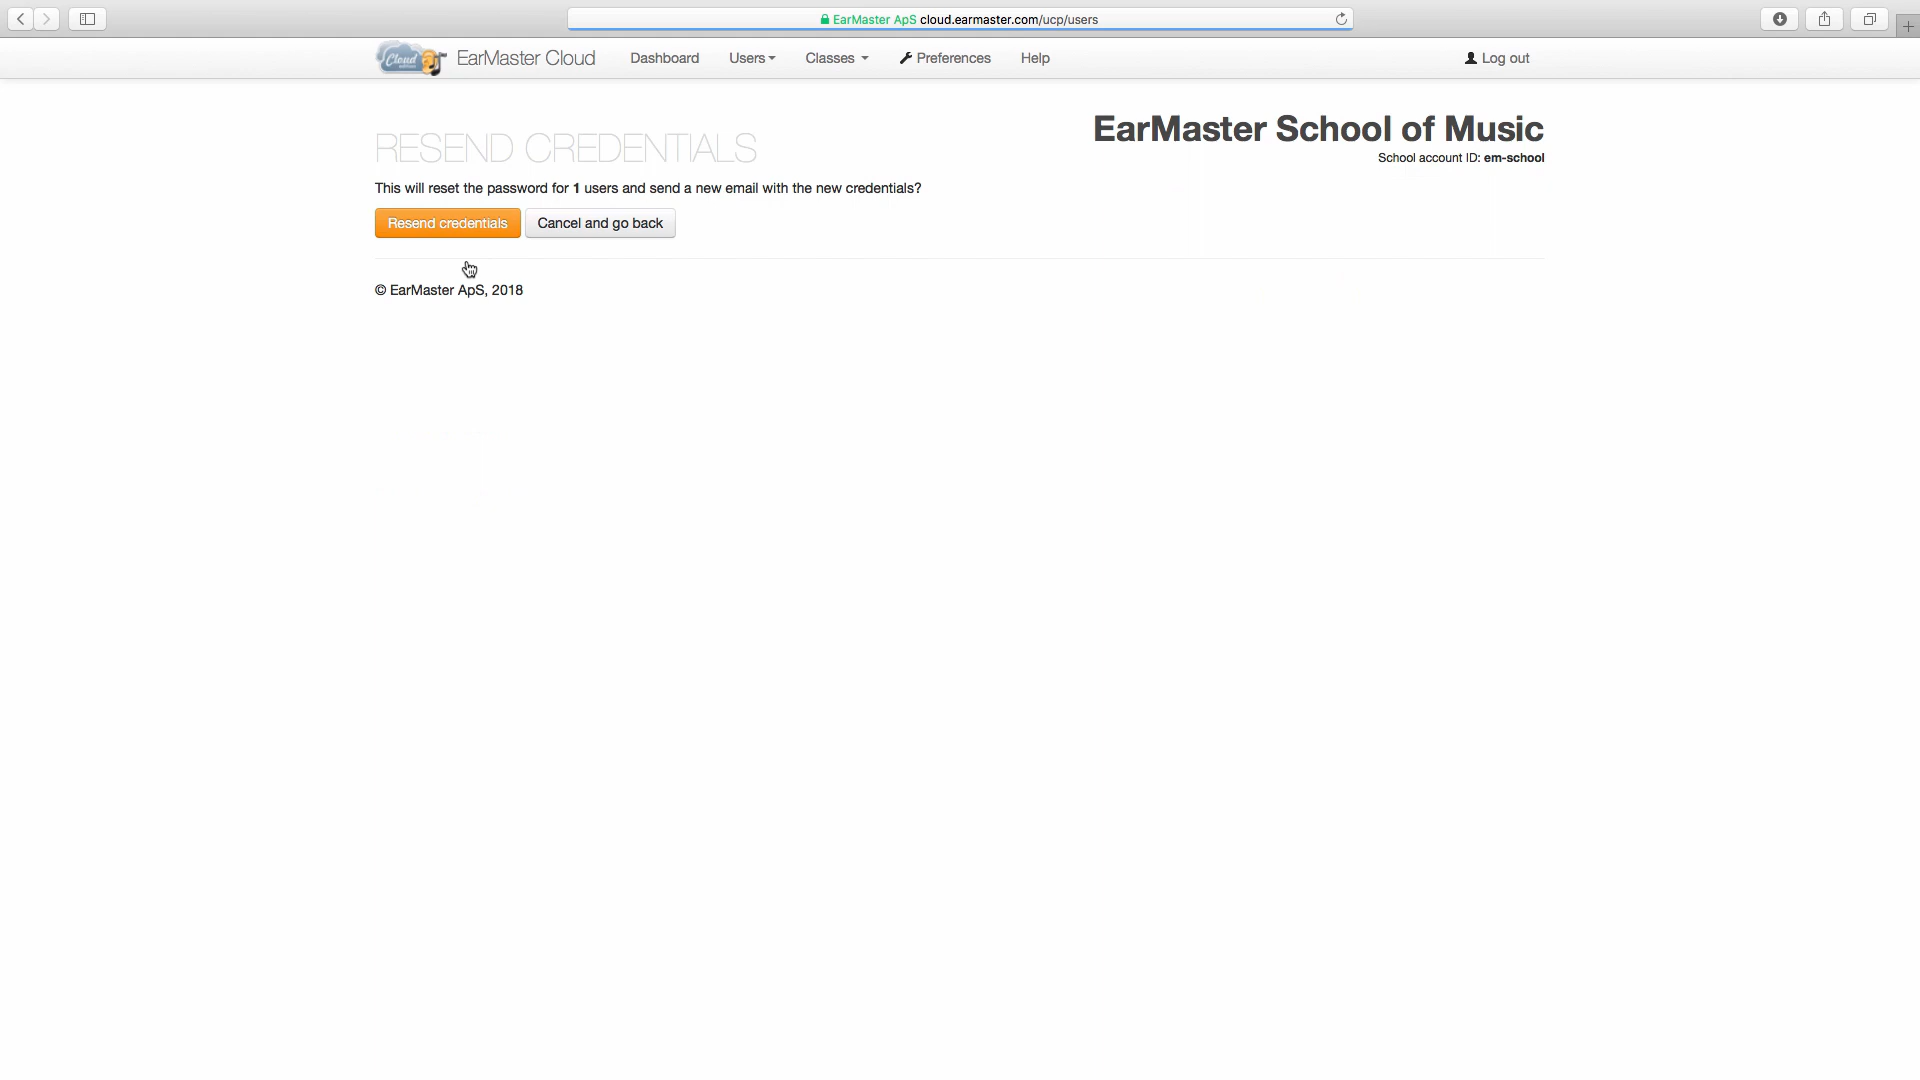 EarMaster ApS cloud.earmaster.com/ucp/users
Cloud EarMaster Cloud Dashboard Users Classes Preferences Help Log out
EarMaster School of Music
School account ID: em-school
RESEND CREDENTIALS
This will reset the password for 1 users and send a new email with the new credentials?
Resend credentials Cancel and go back
© EarMaster ApS, 2018